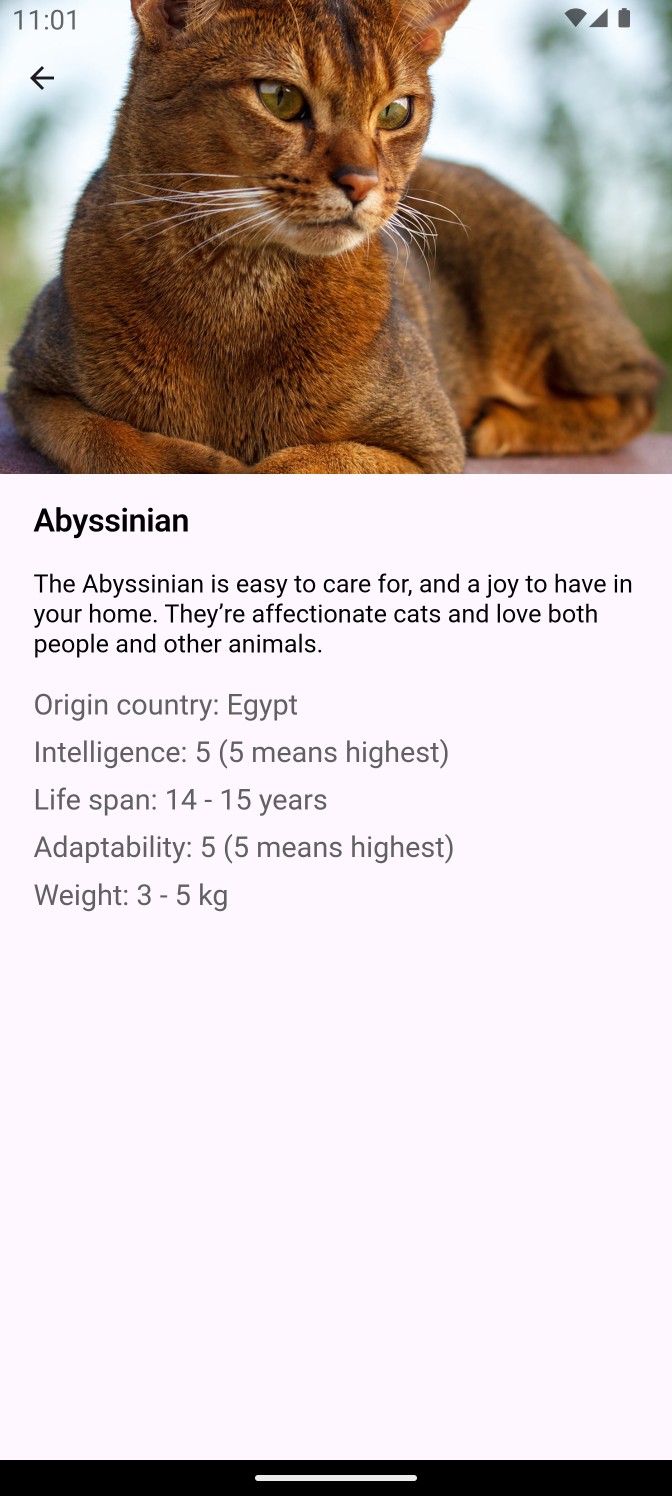 11:01
Abyssinian
The Abyssinian is easy to care for, and a joy to have in
your home. They’re affectionate cats and love both
people and other animals.
Origin country: Egypt
Intelligence: 5 (5 means highest)
Life span: 14 - 15 years
Adaptability: 5 (5 means highest)
Weight: 3 - 5 kg